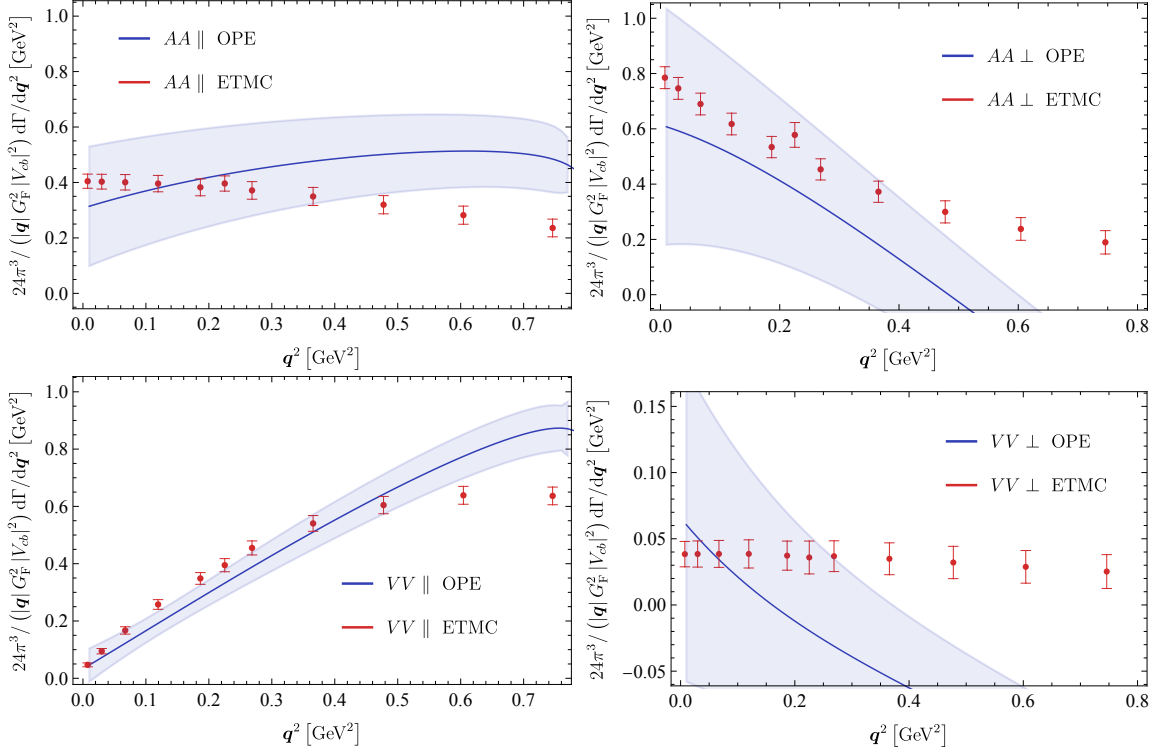 24π³/(|q| G_F² |V_cb|²) dΓ/dq² [GeV²]
1.0
0.8
0.6
0.4
0.2
0.0
AA ∥ OPE
AA ∥ ETMC
0.0 0.1 0.2 0.3 0.4 0.5 0.6 0.7
q² [GeV²]
24π³/(|q| G_F² |V_cb|²) dΓ/dq² [GeV²]
1.0
0.8
0.6
0.4
0.2
0.0
AA ⊥ OPE
AA ⊥ ETMC
0.0 0.2 0.4 0.6 0.8
q² [GeV²]
24π³/(|q| G_F² |V_cb|²) dΓ/dq² [GeV²]
1.0
0.8
0.6
0.4
0.2
0.0
VV ∥ OPE
VV ∥ ETMC
0.0 0.1 0.2 0.3 0.4 0.5 0.6 0.7
q² [GeV²]
24π³/(|q| G_F² |V_cb|²) dΓ/dq² [GeV²]
0.15
0.10
0.05
0.00
−0.05
VV ⊥ OPE
VV ⊥ ETMC
0.0 0.2 0.4 0.6 0.8
q² [GeV²]